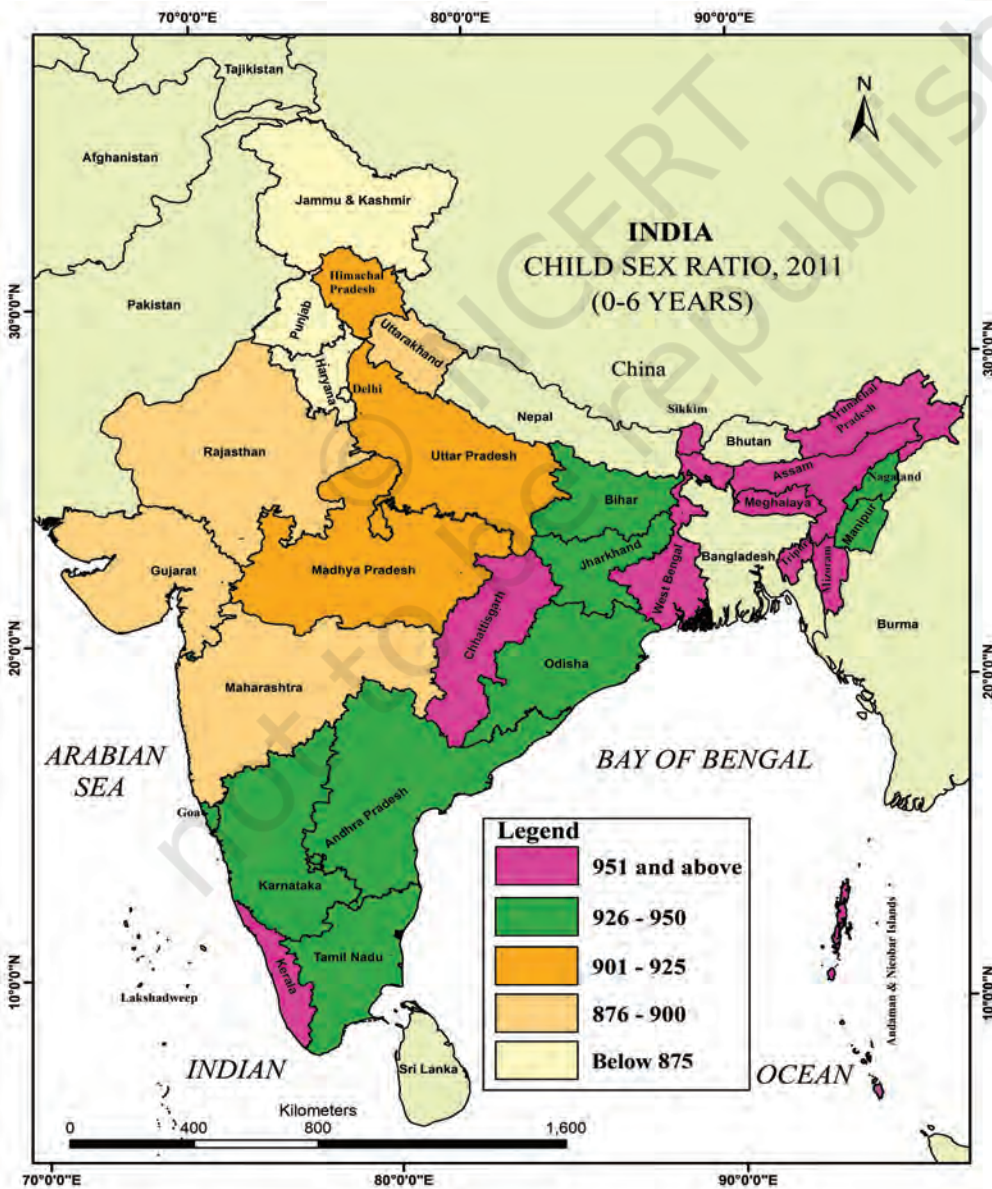 70°0'0"E 80°0'0"E 90°0'0"E
Tajikistan
N
Afghanistan
Jammu & Kashmir
INDIA
CHILD SEX RATIO, 2011
(0-6 YEARS)
Himachal
Pradesh
Pakistan
30°0'0"N
30°0'0"N
Punjab
Uttarakhand
Haryana
China
Delhi
Nepal
Sikkim
Arunachal
Pradesh
Bhutan
Rajasthan
Uttar Pradesh
Assam
Nagaland
Bihar
Meghalaya
Manipur
Jharkhand
Bangladesh
Tripura
Mizoram
Gujarat
Madhya Pradesh
West Bengal
Chhattisgarh
Burma
20°0'0"N
20°0'0"N
Odisha
Maharashtra
ARABIAN
SEA
BAY OF BENGAL
Goa
Andhra Pradesh
Legend
951 and above
926 - 950
901 - 925
876 - 900
Below 875
Karnataka
Tamil Nadu
Kerala
Andaman & Nicobar Islands
10°0'0"N
10°0'0"N
Lakshadweep
INDIAN
OCEAN
Sri Lanka
Kilometers
0 400 800 1,600
70°0'0"E 80°0'0"E 90°0'0"E
© NCERT
not to be republish